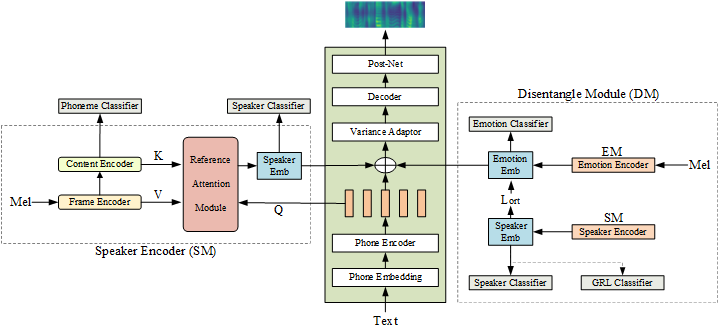 Post-Net
Decoder
Variance Adaptor
Phone Encoder
Phone Embedding
Text
Phoneme Classifier
Speaker Classifier
Content Encoder
K
Reference
Attention
Module
Speaker
Emb
Mel
Frame Encoder
V
Q
Speaker Encoder (SM)
Disentangle Module (DM)
Emotion Classifier
Emotion
Emb
EM
Emotion Encoder
Mel
Lort
Speaker
Emb
SM
Speaker Encoder
Speaker Classifier
GRL Classifier